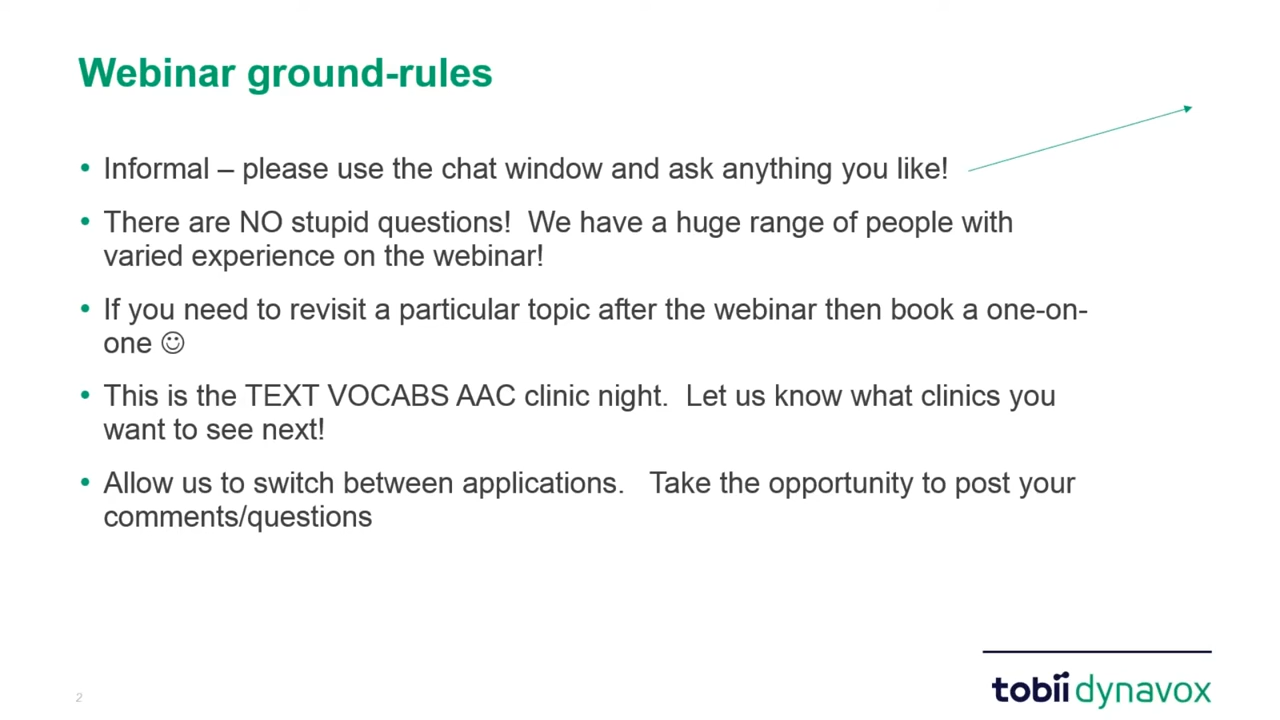 Webinar ground-rules
• Informal – please use the chat window and ask anything you like!
• There are NO stupid questions!  We have a huge range of people with
varied experience on the webinar!
• If you need to revisit a particular topic after the webinar then book a one-on-
one ☺
• This is the TEXT VOCABS AAC clinic night.  Let us know what clinics you
want to see next!
• Allow us to switch between applications.   Take the opportunity to post your
comments/questions
2
tobii dynavox